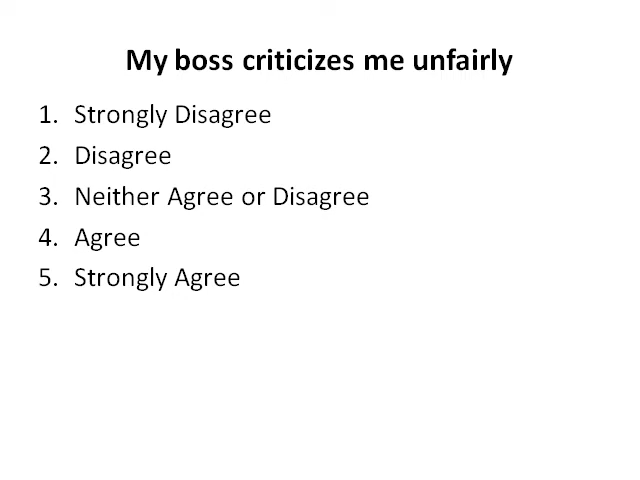 My boss criticizes me unfairly
1. Strongly Disagree
2. Disagree
3. Neither Agree or Disagree
4. Agree
5. Strongly Agree